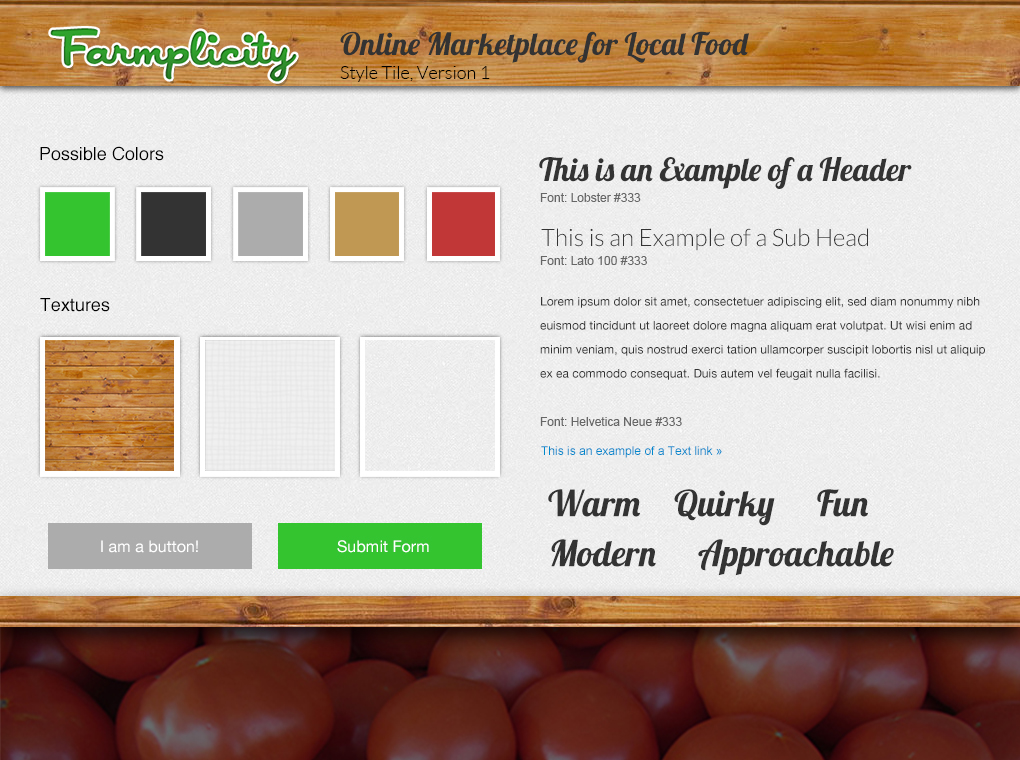 Farmplicity
Online Marketplace for Local Food
Style Tile, Version 1
Possible Colors
Textures
I am a button!
Submit Form
This is an Example of a Header
Font: Lobster #333
This is an Example of a Sub Head
Font: Lato 100 #333
Lorem ipsum dolor sit amet, consectetuer adipiscing elit, sed diam nonummy nibh
euismod tincidunt ut laoreet dolore magna aliquam erat volutpat. Ut wisi enim ad
minim veniam, quis nostrud exerci tation ullamcorper suscipit lobortis nisl ut aliquip
ex ea commodo consequat. Duis autem vel feugait nulla facilisi.
Font: Helvetica Neue #333
This is an example of a Text link »
Warm Quirky Fun
Modern Approachable